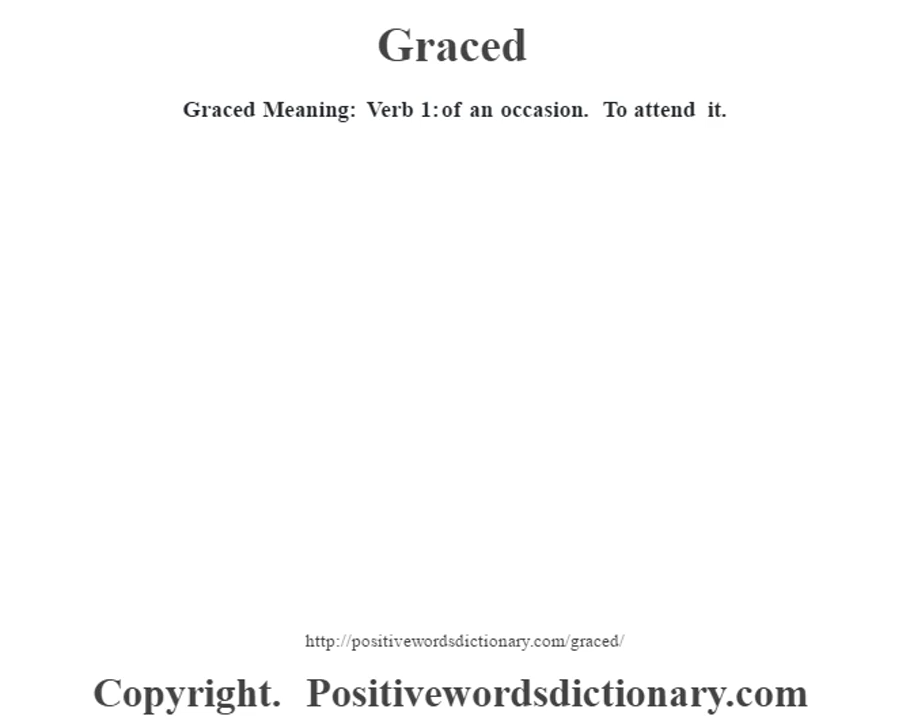 Graced
Graced Meaning: Verb 1: of an occasion. To attend it.
http://positivewordsdictionary.com/graced/
Copyright. Positivewordsdictionary.com